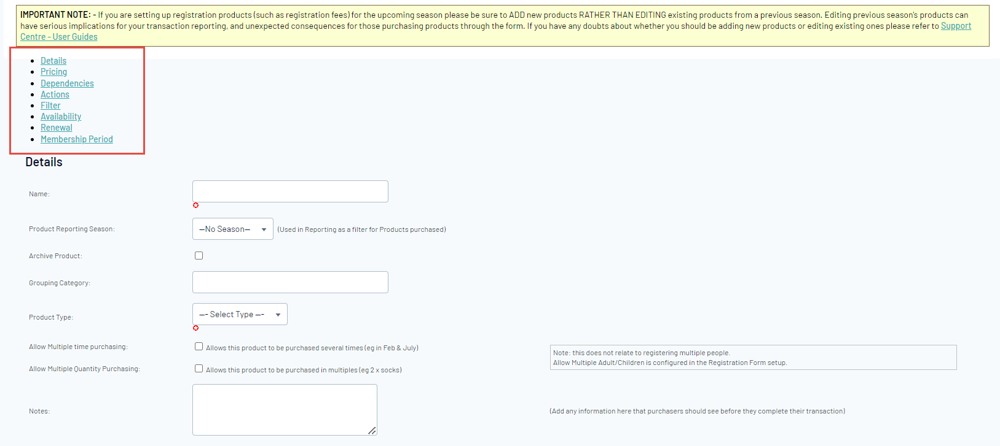 IMPORTANT NOTE: - If you are setting up registration products (such as registration fees) for the upcoming season please be sure to ADD new products RATHER THAN EDITING existing products from a previous season. Editing previous season's products can
have serious implications for your transaction reporting, and unexpected consequences for those purchasing products through the form. If you have any doubts about whether you should be adding new products or editing existing ones please refer to Support
Centre - User Guides
Details
Pricing
Dependencies
Actions
Filter
Availability
Renewal
Membership Period
Details
Name:
Product Reporting Season:
—No Season—
(Used in Reporting as a filter for Products purchased)
Archive Product:
Grouping Category:
Product Type:
—- Select Type —-
Allow Multiple time purchasing:
Allows this product to be purchased several times (eg in Feb & July)
Note: this does not relate to registering multiple people.
Allow Multiple Adult/Children is configured in the Registration Form setup.
Allow Multiple Quantity Purchasing:
Allows this product to be purchased in multiples (eg 2 x socks)
Notes:
(Add any information here that purchasers should see before they complete their transaction)